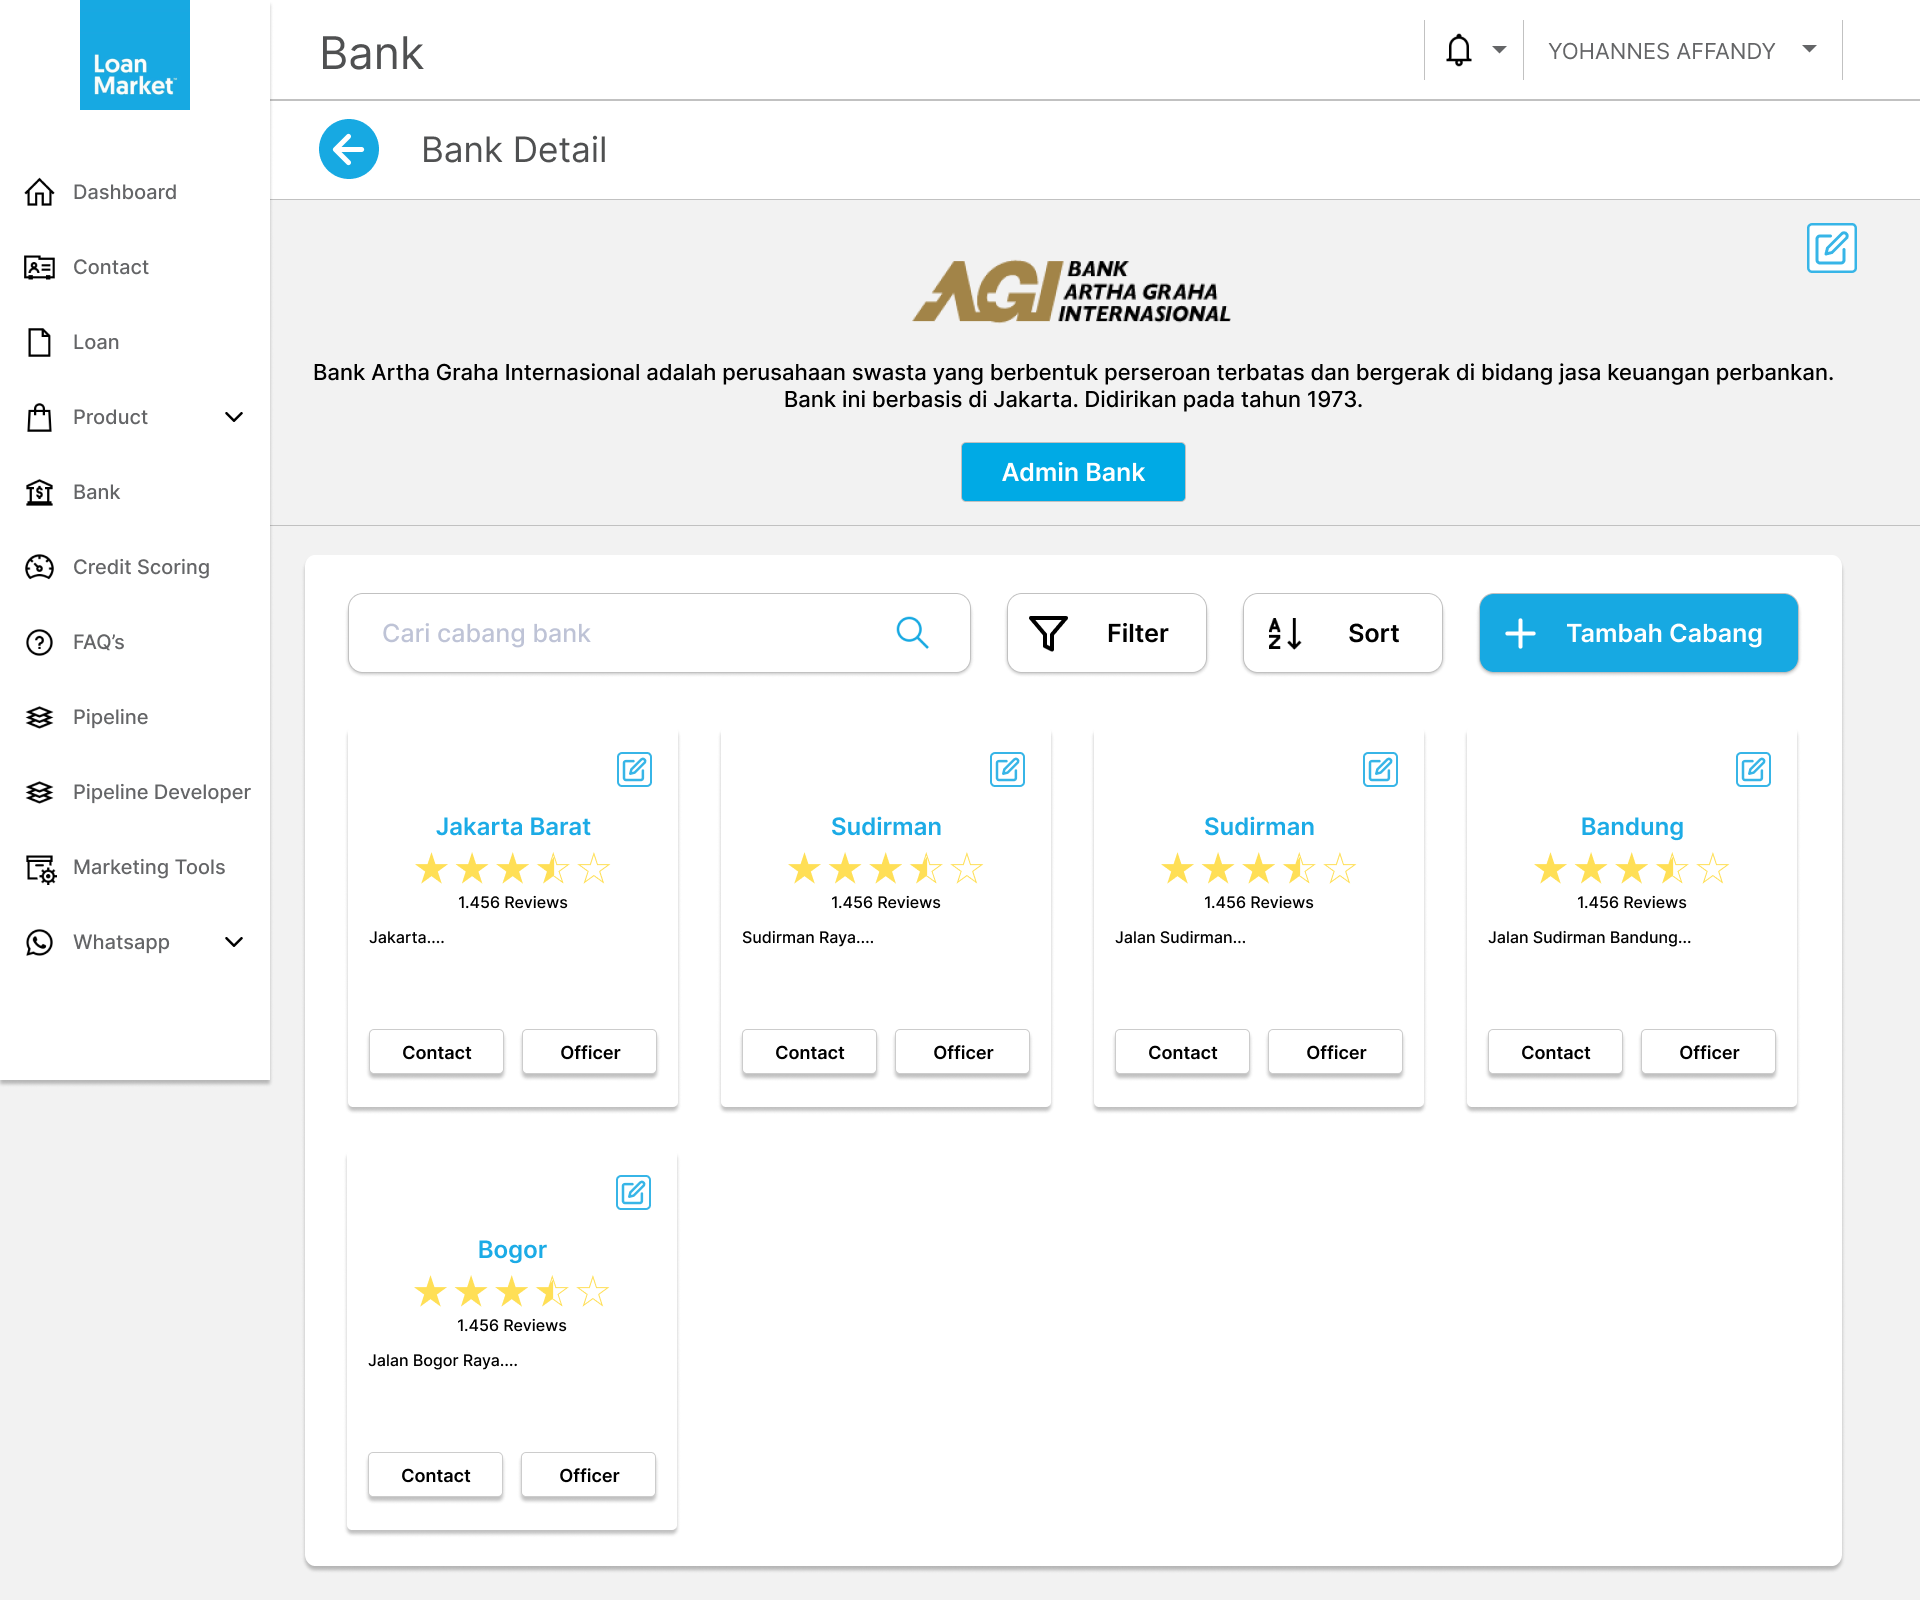 Loan
Market
Bank
YOHANNES AFFANDY
Bank Detail
Dashboard
Contact
Loan
Product
Bank
Credit Scoring
FAQ's
Pipeline
Pipeline Developer
Marketing Tools
Whatsapp
AGI BANK
ARTHA GRAHA
INTERNASIONAL
Bank Artha Graha Internasional adalah perusahaan swasta yang berbentuk perseroan terbatas dan bergerak di bidang jasa keuangan perbankan.
Bank ini berbasis di Jakarta. Didirikan pada tahun 1973.
Admin Bank
Cari cabang bank
Filter
A
Z
Sort
Tambah Cabang
Jakarta Barat
1.456 Reviews
Jakarta....
Contact
Officer
Sudirman
1.456 Reviews
Sudirman Raya....
Contact
Officer
Sudirman
1.456 Reviews
Jalan Sudirman...
Contact
Officer
Bandung
1.456 Reviews
Jalan Sudirman Bandung...
Contact
Officer
Bogor
1.456 Reviews
Jalan Bogor Raya....
Contact
Officer